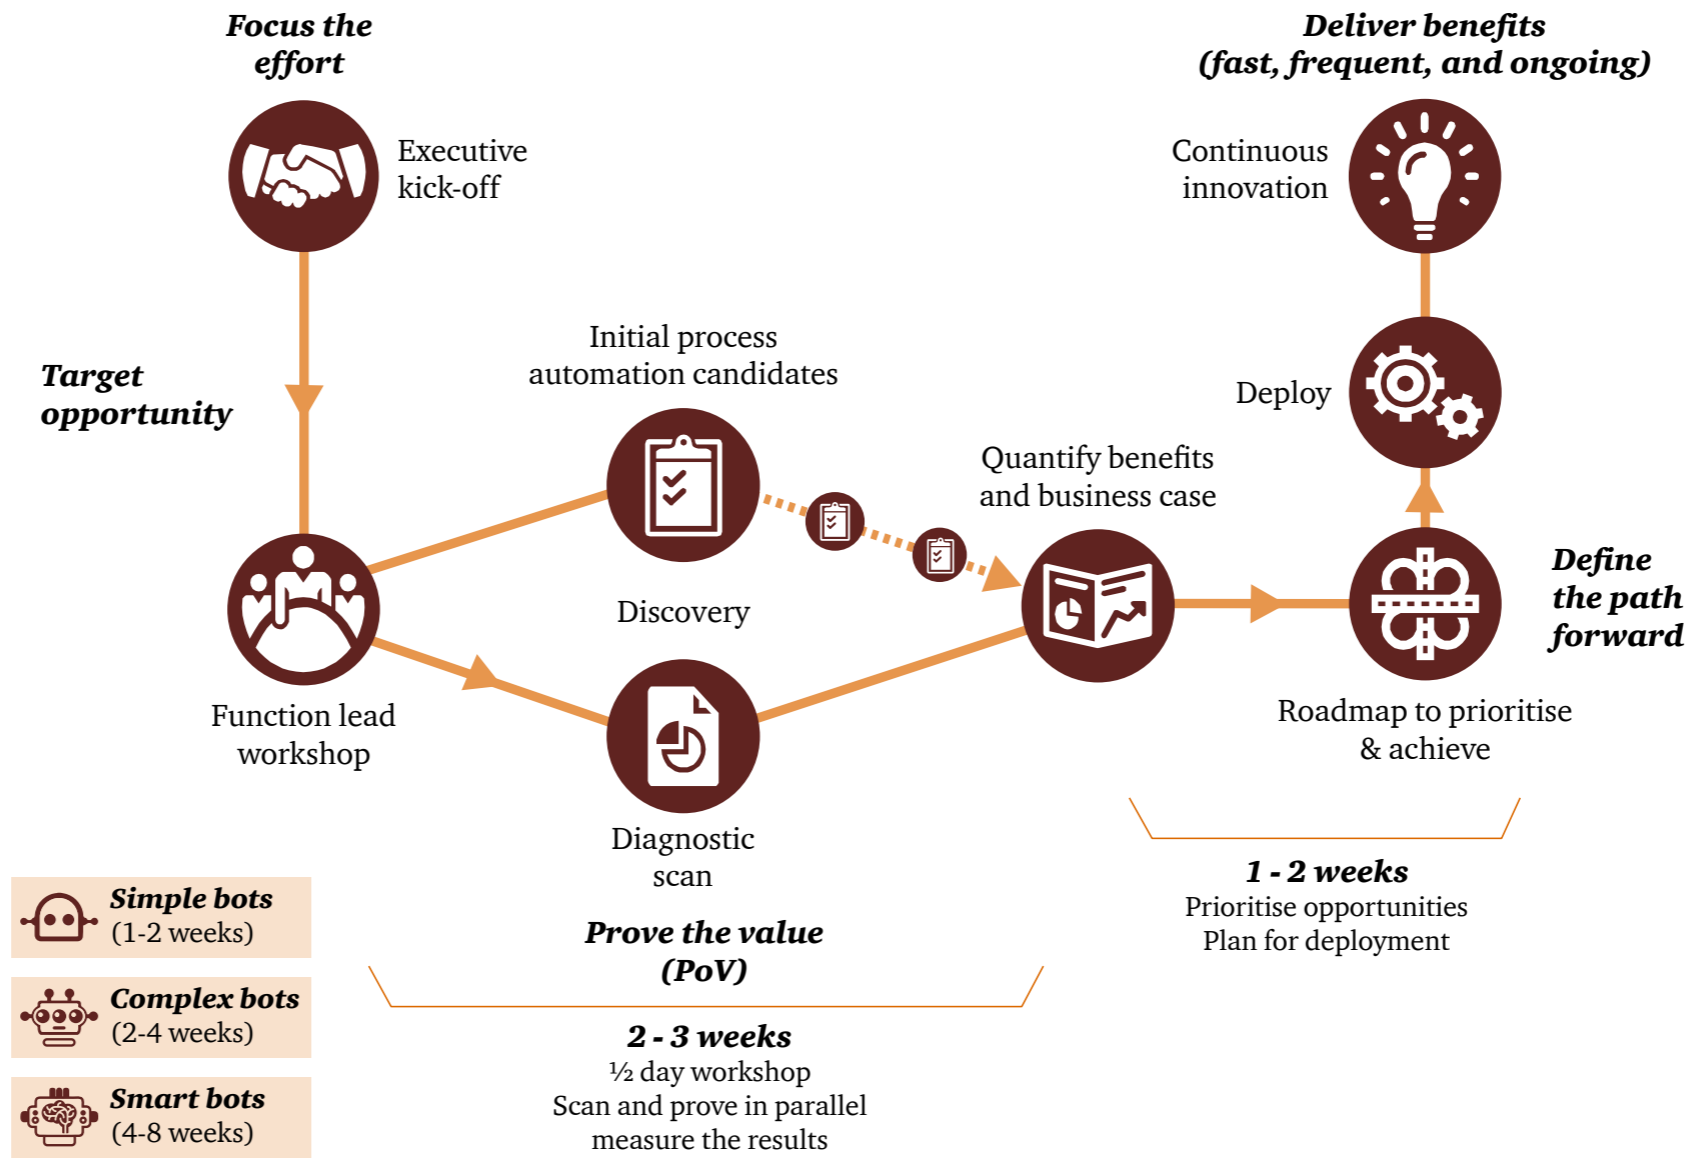 Focus the
effort
Executive
kick-off
Target
opportunity
Function lead
workshop
Initial process
automation candidates
Discovery
Diagnostic
scan
Prove the value
(PoV)
2 - 3 weeks
½ day workshop
Scan and prove in parallel
measure the results
Quantify benefits
and business case
Deliver benefits
(fast, frequent, and ongoing)
Continuous
innovation
Deploy
Define
the path
forward
Roadmap to prioritise
& achieve
1 - 2 weeks
Prioritise opportunities
Plan for deployment
Simple bots
(1-2 weeks)
Complex bots
(2-4 weeks)
Smart bots
(4-8 weeks)